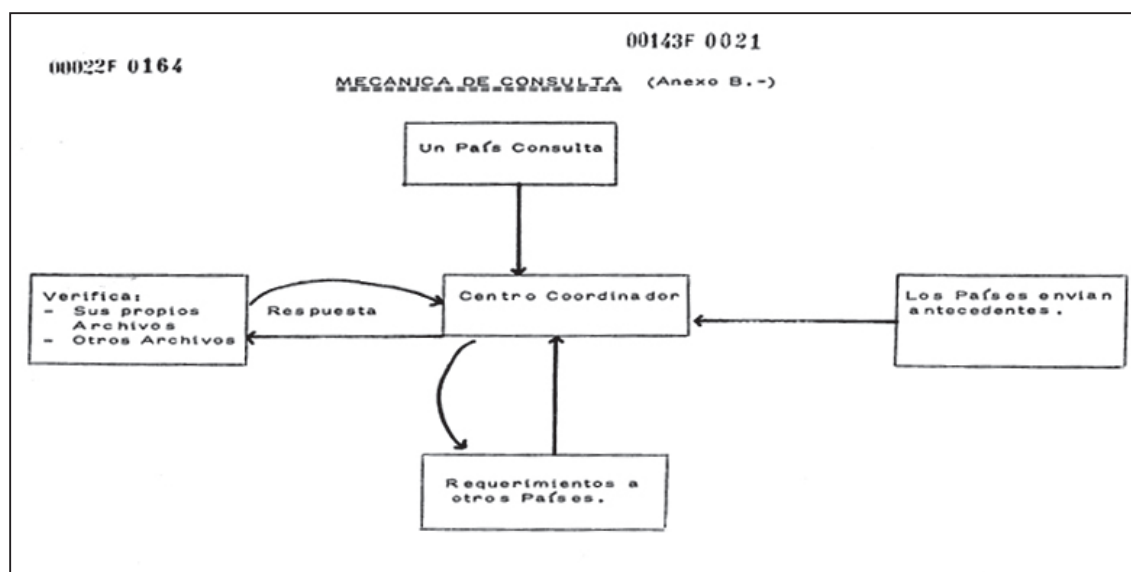 00143F 0021
00022F 0164
MECANICA DE CONSULTA (Anexo B.-)
Un País Consulta
Verifica:
- Sus propios
Archivos
- Otros Archivos
Respuesta
Centro Coordinador
Los Países envian
antecedentes.
Requerimientos a
otros Países.